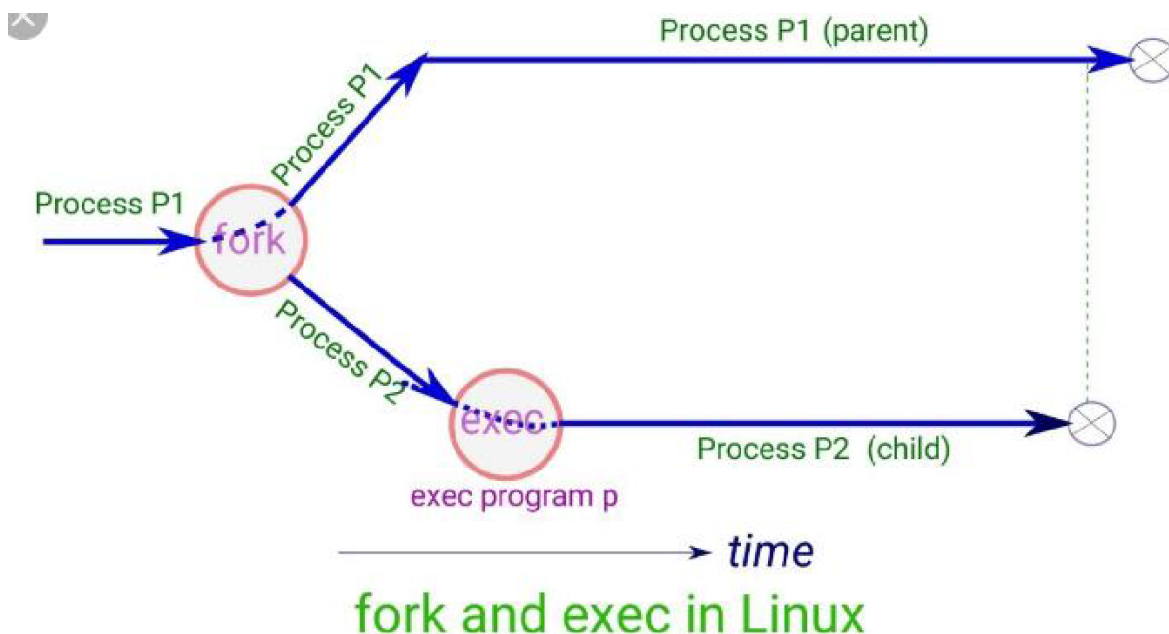 Process P1 (parent)
Process P1
Process P1
fork
Process P2
exec
Process P2 (child)
exec program p
time
fork and exec in Linux